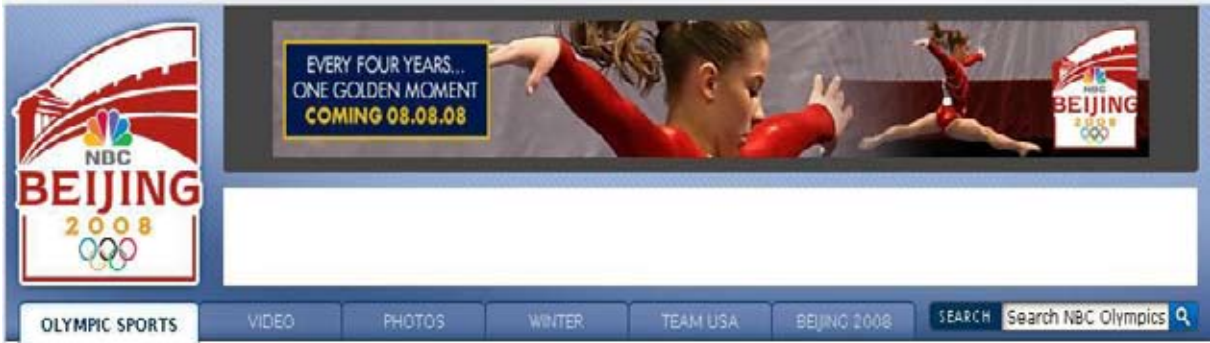 NBC
BEIJING
2008
EVERY FOUR YEARS...
ONE GOLDEN MOMENT
COMING 08.08.08
NBC
BEIJING
2008
OLYMPIC SPORTS
VIDEO
PHOTOS
WINTER
TEAM USA
BEIJING 2008
SEARCH
Search NBC Olympics